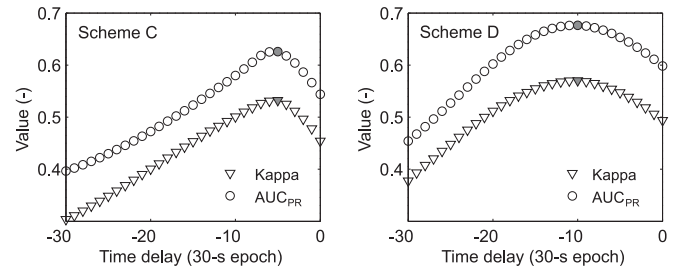 Scheme C
Value (-)
0.7
0.6
0.5
0.4
-30
-20
-10
0
Time delay (30-s epoch)
Kappa
AUCPR
Scheme D
Value (-)
0.7
0.6
0.5
0.4
-30
-20
-10
0
Time delay (30-s epoch)
Kappa
AUCPR